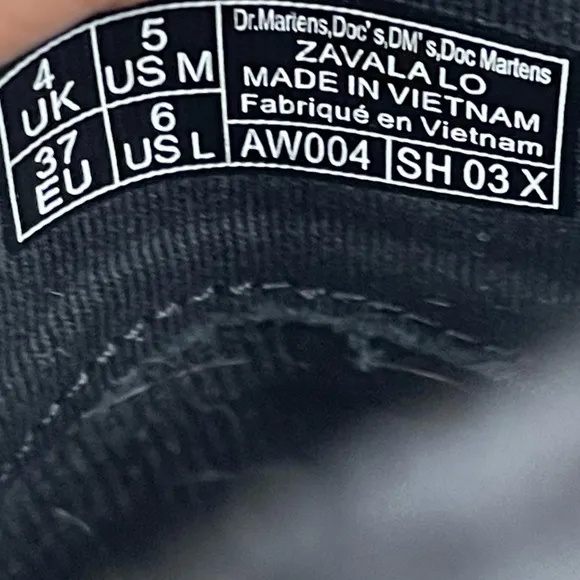 4
UK
5
US M
37
EU
6
US L
Dr.Martens,Doc's,DM's,Doc Martens
ZAVALA LO
MADE IN VIETNAM
Fabriqué en Vietnam
AW004
SH 03 X